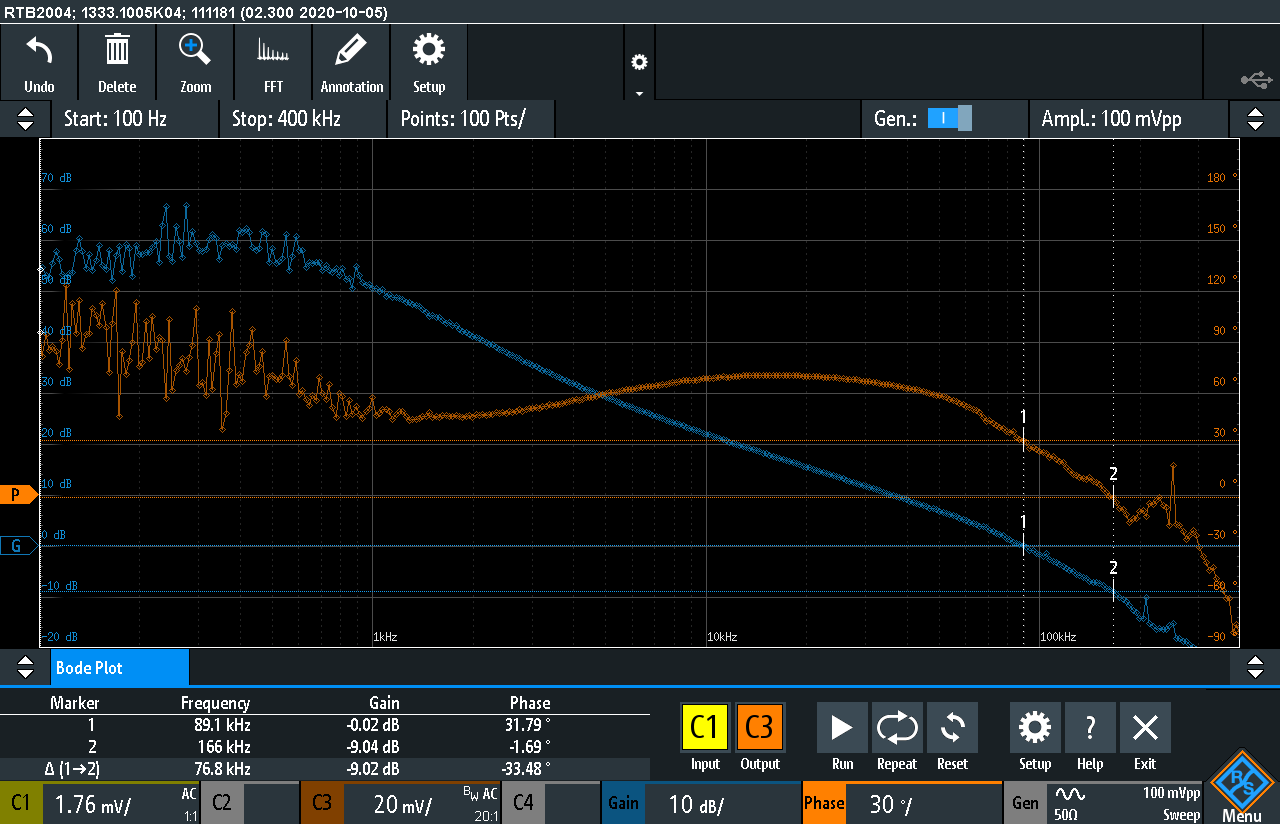 RTB2004; 1333.1005K04; 111181 (02.300 2020-10-05)
Undo Delete Zoom FFT Annotation Setup
Start: 100 Hz Stop: 400 kHz Points: 100 Pts/ Gen.: I Ampl.: 100 mVpp
70 dB 180 °
60 dB 150 °
50 dB 120 °
40 dB 90 °
30 dB 60 °
1
20 dB 30 °
2
P 10 dB 0 °
1
G 0 dB -30 °
2
-10 dB -60 °
-20 dB 1kHz 10kHz 100kHz -90 °
Bode Plot
Marker Frequency Gain Phase
1 89.1 kHz -0.02 dB 31.79 °
2 166 kHz -9.04 dB -1.69 °
Δ (1→2) 76.8 kHz -9.02 dB -33.48 °
C1 C3
Input Output Run Repeat Reset Setup Help Exit
?
C1 1.76 mV/ AC 1:1 C2 C3 20 mV/ BW AC 20:1 C4 Gain 10 dB/ Phase 30 °/ Gen 50Ω 100 mVpp Sweep R&S Menu